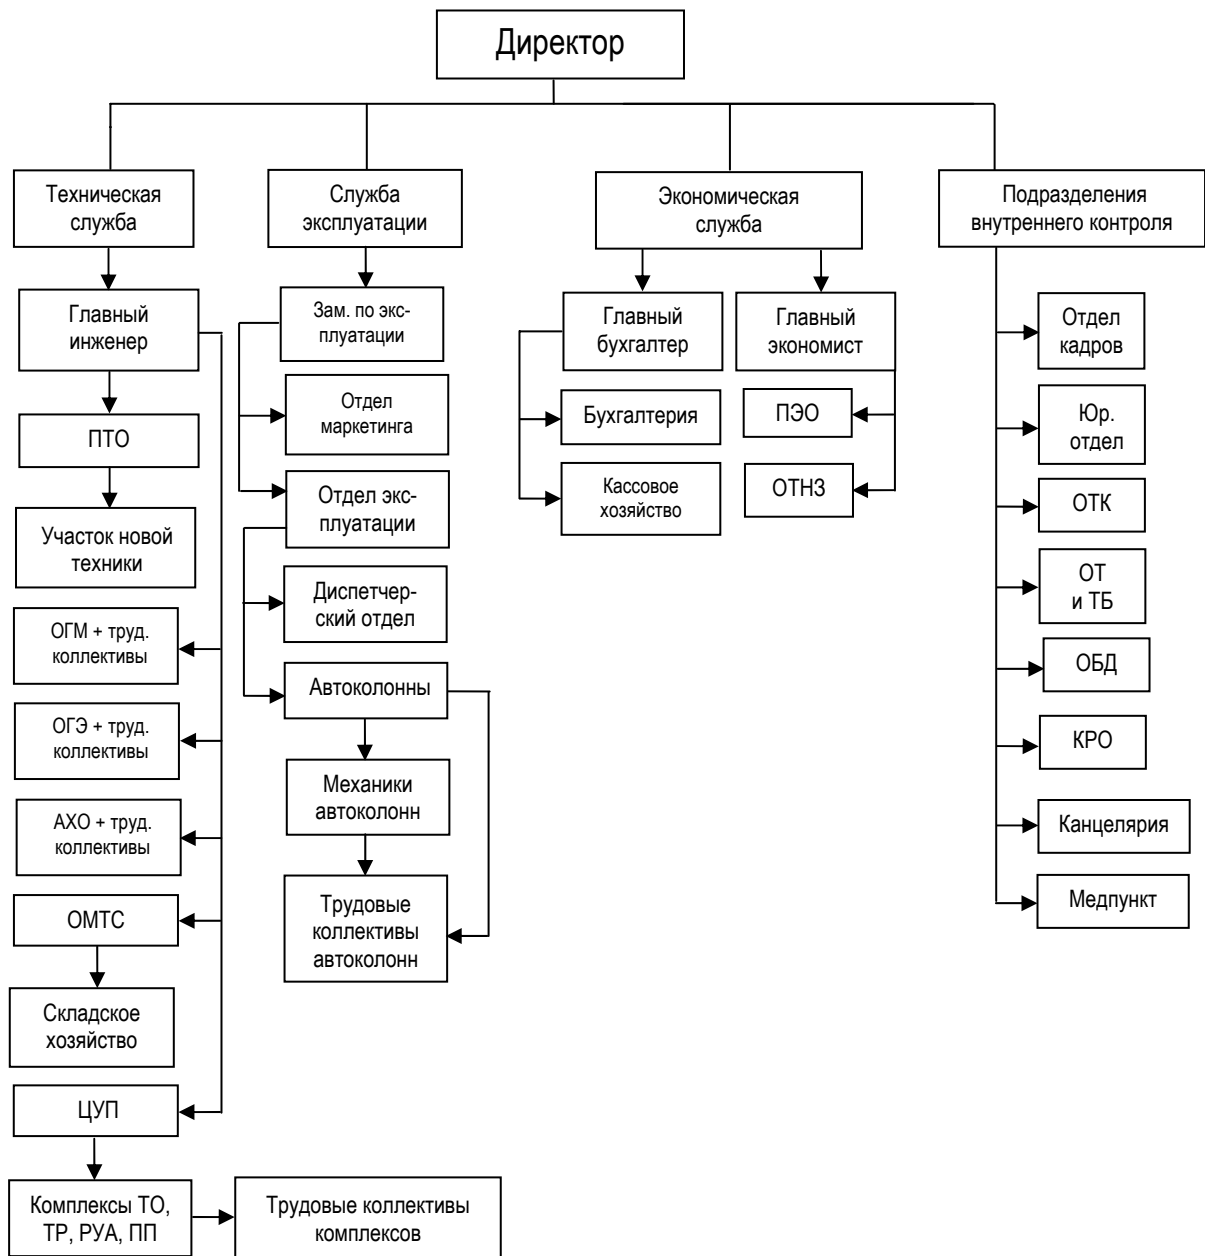 Директор
Техническая
служба
Служба
эксплуатации
Экономическая
служба
Подразделения
внутреннего контроля
Главный
инженер
ПТО
Участок новой
техники
ОГМ + труд.
коллективы
ОГЭ + труд.
коллективы
АХО + труд.
коллективы
ОМТС
Складское
хозяйство
ЦУП
Комплексы ТО,
ТР, РУА, ПП
Трудовые коллективы
комплексов
Зам. по экс-
плуатации
Отдел
маркетинга
Отдел экс-
плуатации
Диспетчер-
ский отдел
Автоколонны
Механики
автоколонн
Трудовые
коллективы
автоколонн
Главный
бухгалтер
Бухгалтерия
Кассовое
хозяйство
Главный
экономист
ПЭО
ОТНЗ
Отдел
кадров
Юр.
отдел
ОТК
ОТ
и ТБ
ОБД
КРО
Канцелярия
Медпункт